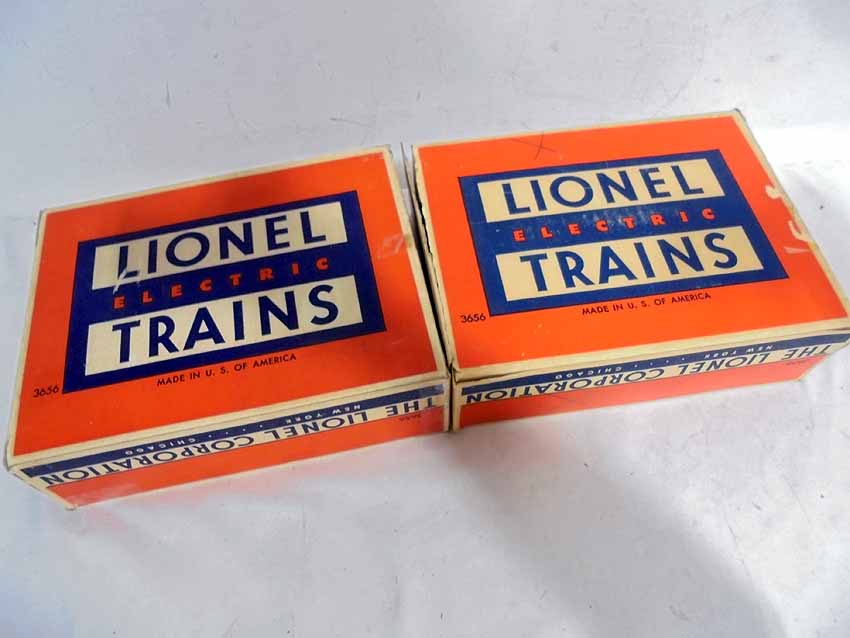 LIONEL
ELECTRIC
TRAINS
3656
MADE IN U. S. OF AMERICA
THE LIONEL CORPORATION
NEW YORK . . . . . CHICAGO
3656
LIONEL
ELECTRIC
TRAINS
3656
MADE IN U. S. OF AMERICA
THE LIONEL CORPORATION
NEW YORK . . . . . CHICAGO